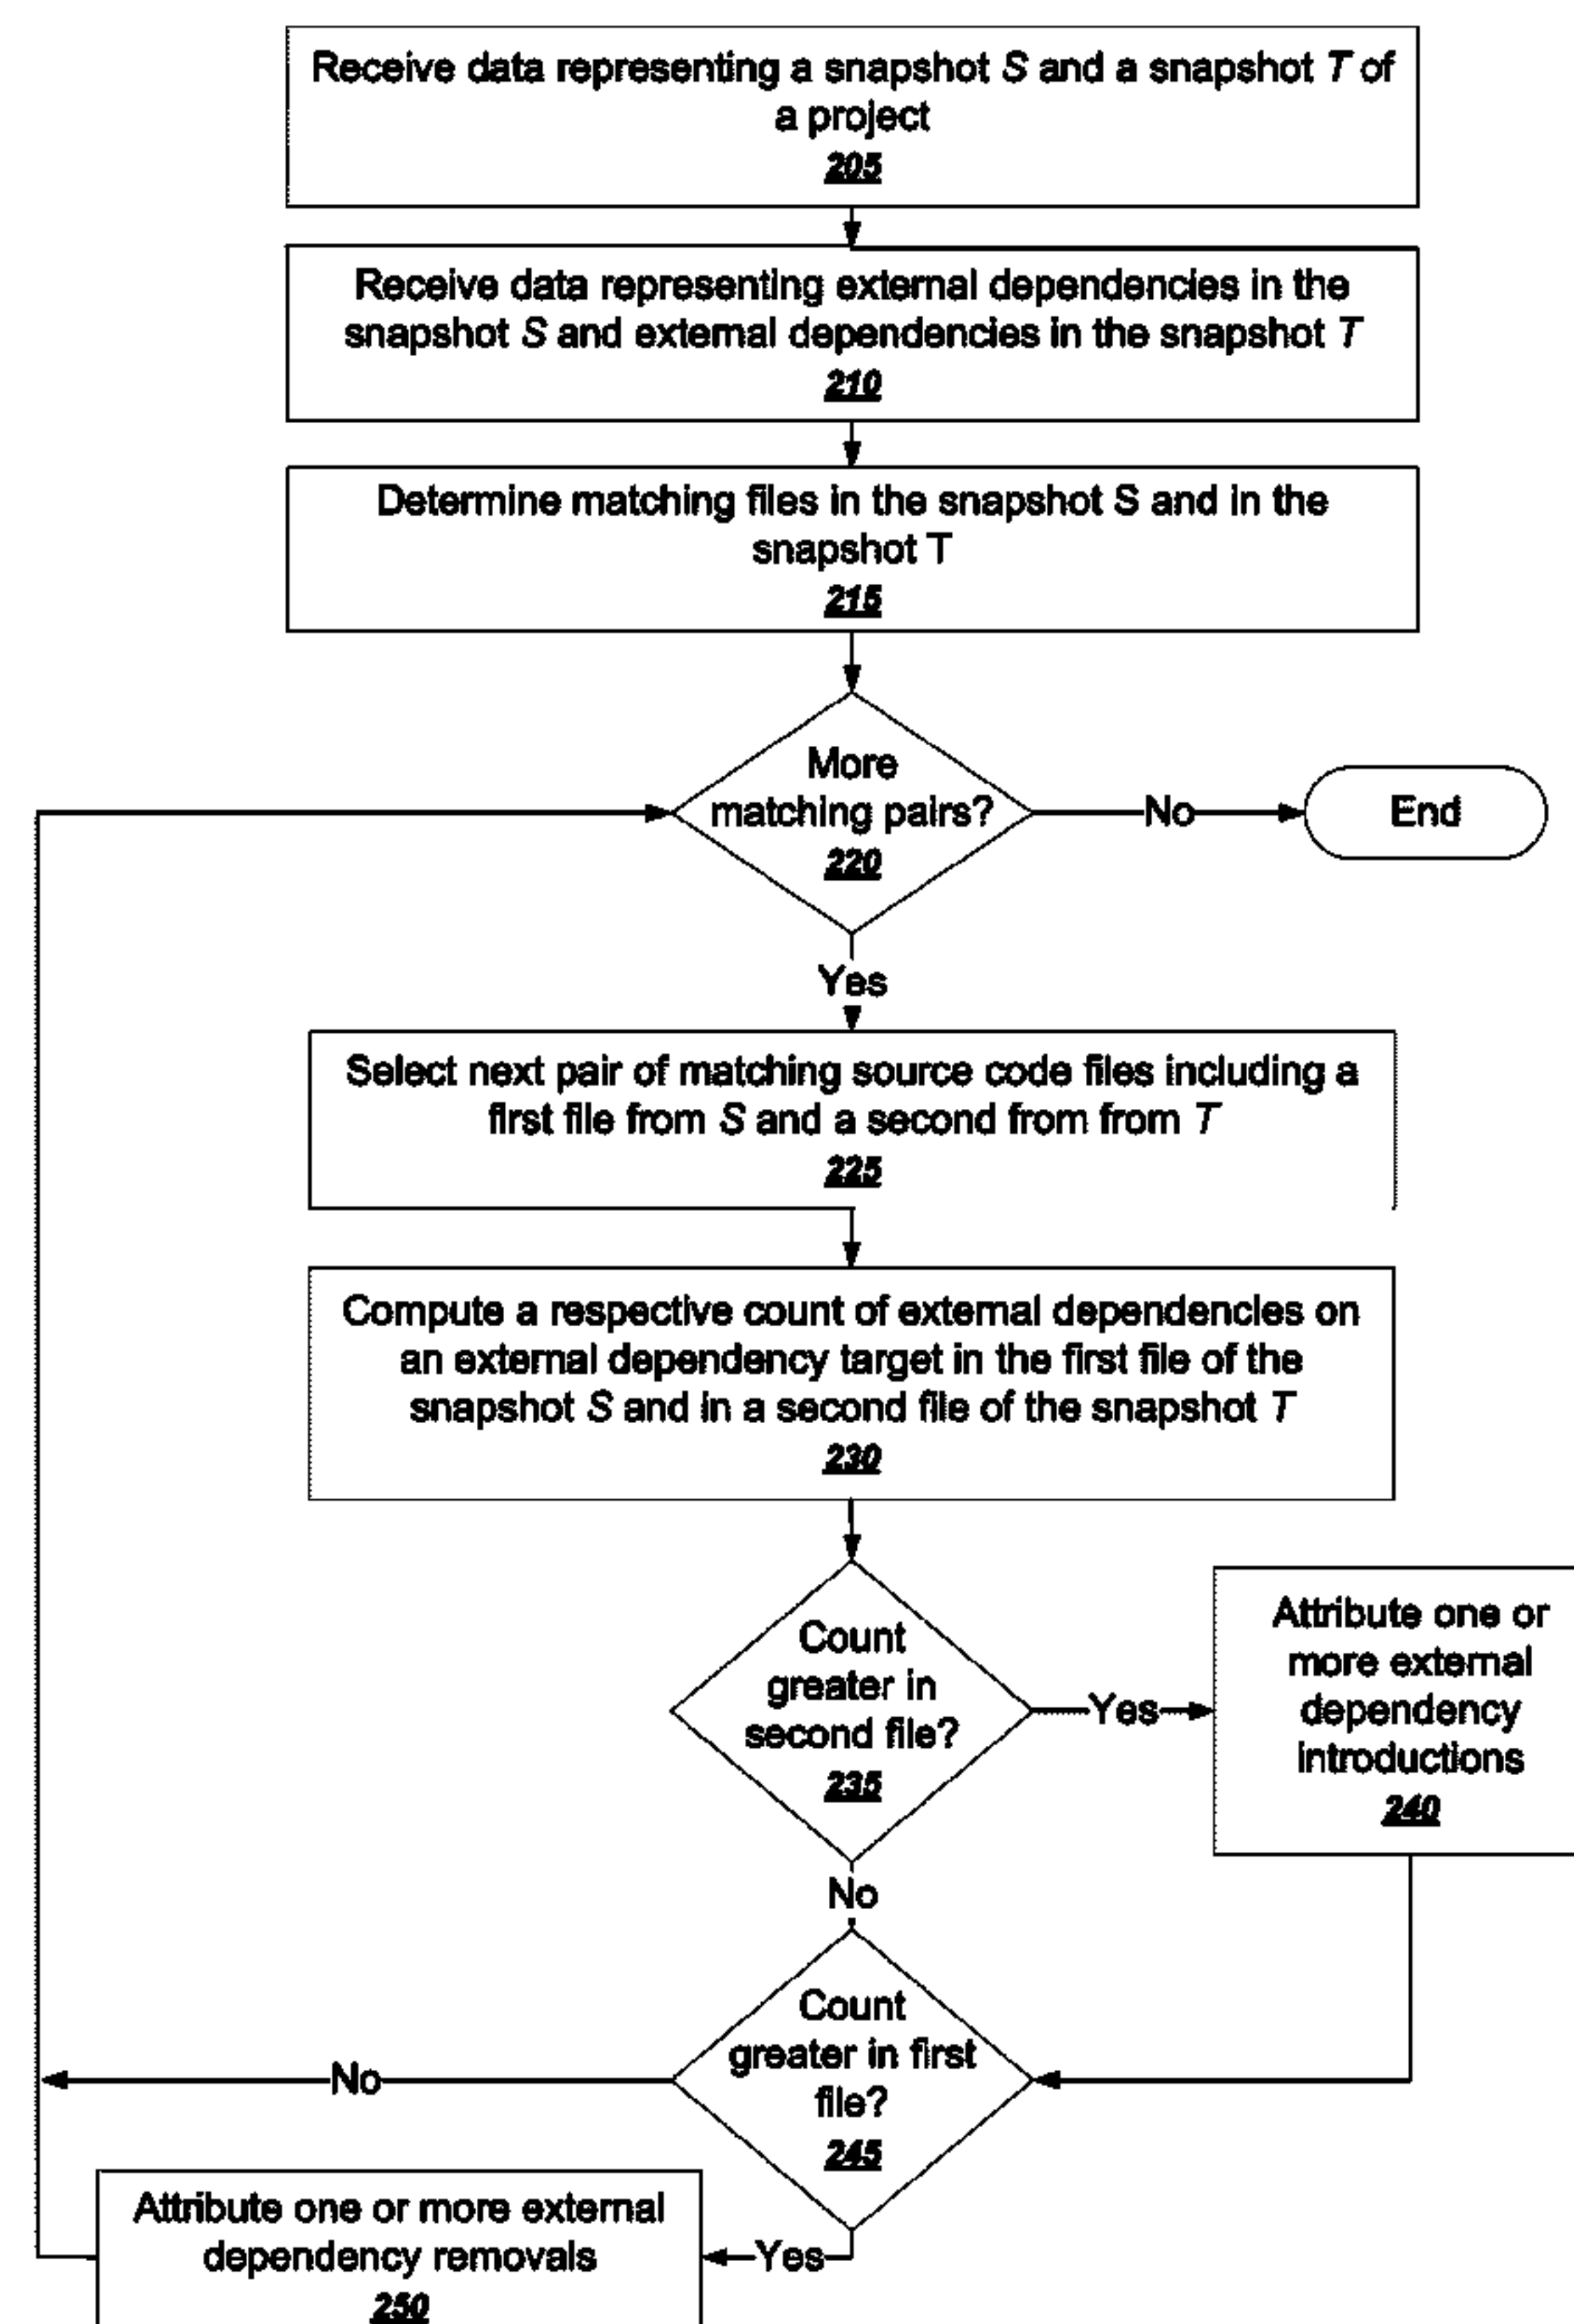 Receive data representing a snapshot S and a snapshot T of
a project
205
Receive data representing external dependencies in the
snapshot S and external dependencies in the snapshot T
210
Determine matching files in the snapshot S and in the
snapshot T
215
More
matching pairs?
220
No
End
Yes
Select next pair of matching source code files including a
first file from S and a second from from T
225
Compute a respective count of external dependencies on
an external dependency target in the first file of the
snapshot S and in a second file of the snapshot T
230
Count
greater in
second file?
235
Yes
Attribute one or
more external
dependency
introductions
240
No
Count
greater in first
file?
245
No
Yes
Attribute one or more external
dependency removals
250